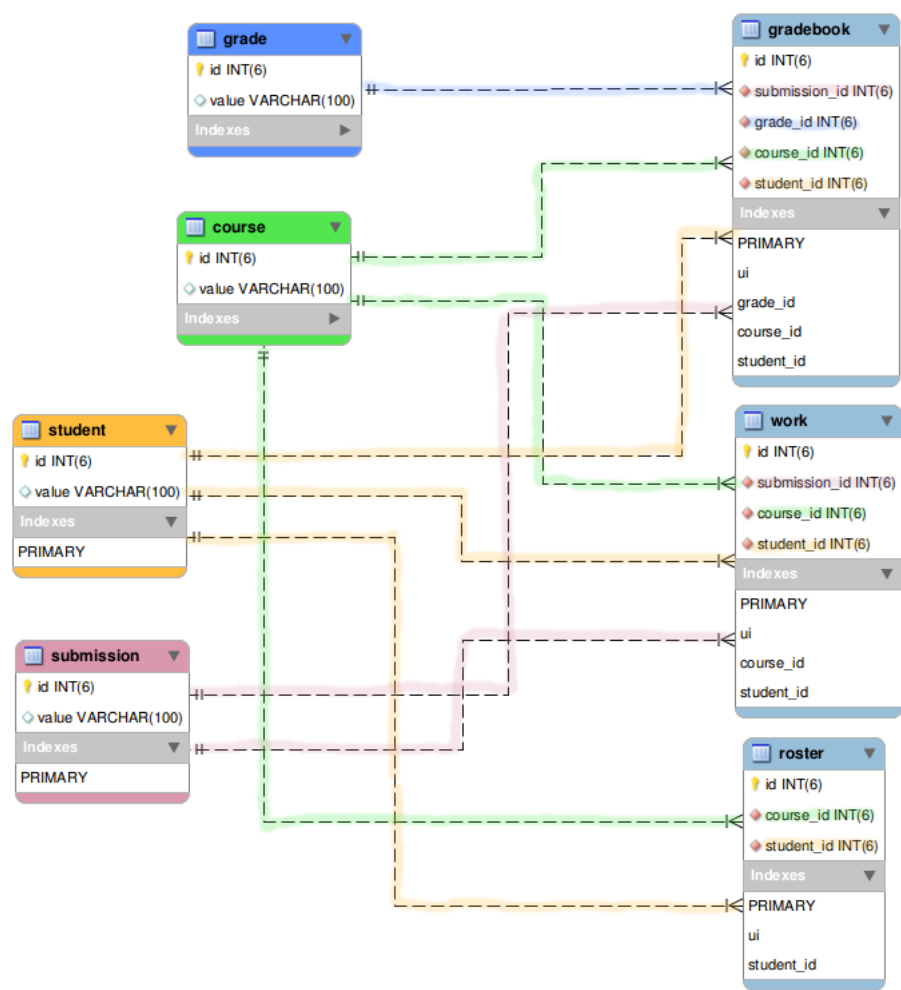 grade
id INT(6)
value VARCHAR(100)
Indexes
course
id INT(6)
value VARCHAR(100)
Indexes
student
id INT(6)
value VARCHAR(100)
Indexes
PRIMARY
submission
id INT(6)
value VARCHAR(100)
Indexes
PRIMARY
gradebook
id INT(6)
submission_id INT(6)
grade_id INT(6)
course_id INT(6)
student_id INT(6)
Indexes
PRIMARY
ui
grade_id
course_id
student_id
work
id INT(6)
submission_id INT(6)
course_id INT(6)
student_id INT(6)
Indexes
PRIMARY
ui
course_id
student_id
roster
id INT(6)
course_id INT(6)
student_id INT(6)
Indexes
PRIMARY
ui
student_id